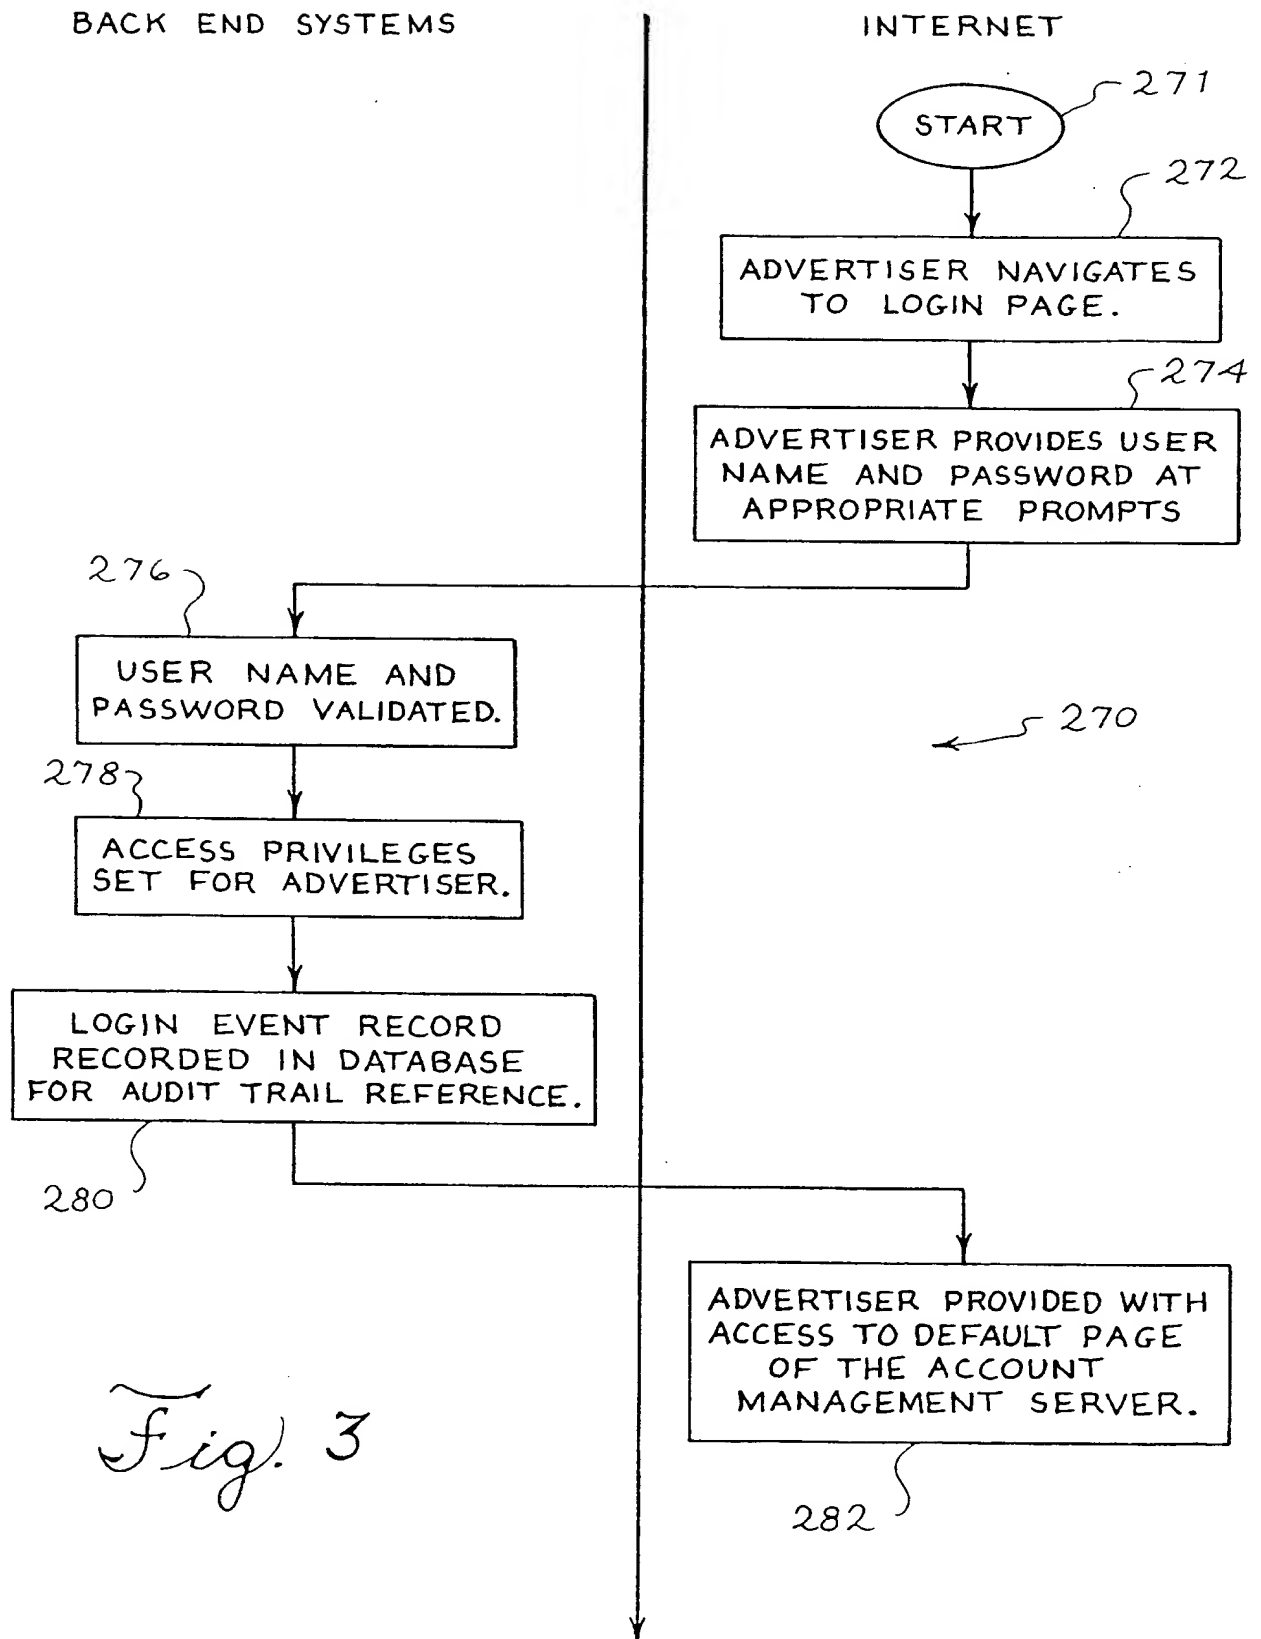 BACK END SYSTEMS
INTERNET
271
START
272
ADVERTISER NAVIGATES
TO LOGIN PAGE.
274
ADVERTISER PROVIDES USER
NAME AND PASSWORD AT
APPROPRIATE PROMPTS
276
USER NAME AND
PASSWORD VALIDATED.
270
278
ACCESS PRIVILEGES
SET FOR ADVERTISER.
LOGIN EVENT RECORD
RECORDED IN DATABASE
FOR AUDIT TRAIL REFERENCE.
280
ADVERTISER PROVIDED WITH
ACCESS TO DEFAULT PAGE
OF THE ACCOUNT
MANAGEMENT SERVER.
282
Fig. 3